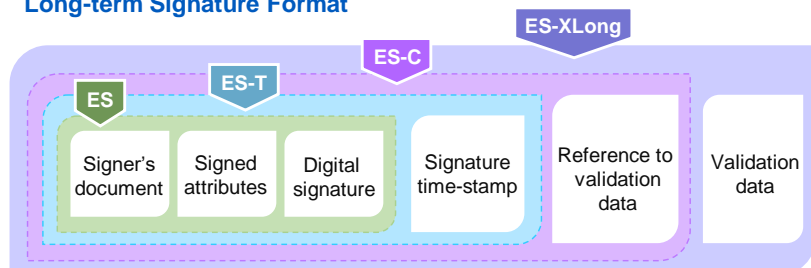 Long-term Signature Format
ES-XLong
ES-C
ES-T
ES
Signer's
document
Signed
attributes
Digital
signature
Signature
time-stamp
Reference to
validation
data
Validation
data